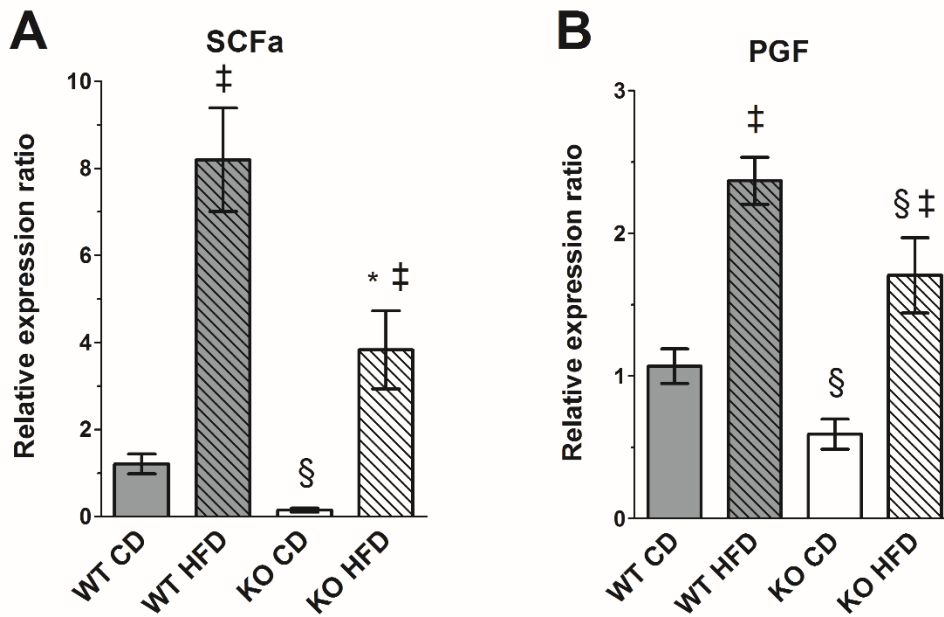 A
SCFa
Relative expression ratio
10
8
6
4
2
0
‡
* ‡
§
WT CD
WT HFD
KO CD
KO HFD
B
PGF
Relative expression ratio
3
2
1
0
‡
§ ‡
§
WT CD
WT HFD
KO CD
KO HFD